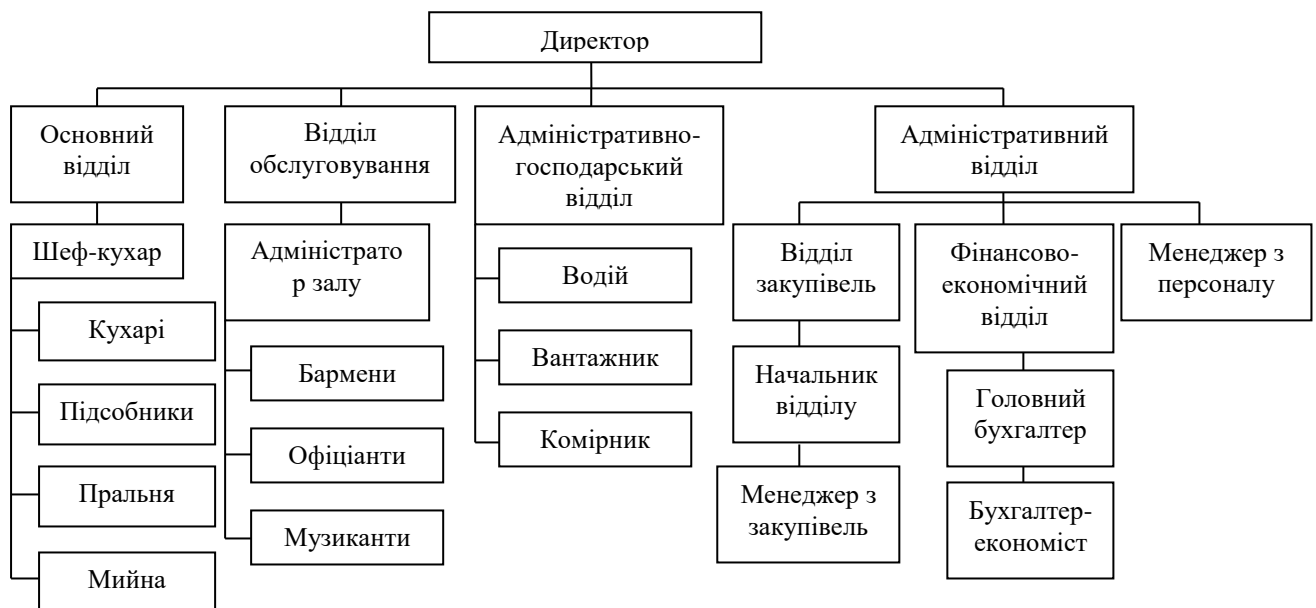 Директор
Основний
відділ
Відділ
обслуговування
Адміністративно-
господарський
відділ
Адміністративний
відділ
Шеф-кухар
Кухарі
Підсобники
Пральня
Мийна
Адміністрато
р залу
Бармени
Офіціанти
Музиканти
Водій
Вантажник
Комірник
Відділ
закупівель
Начальник
відділу
Менеджер з
закупівель
Фінансово-
економічний
відділ
Головний
бухгалтер
Бухгалтер-
економіст
Менеджер з
персоналу